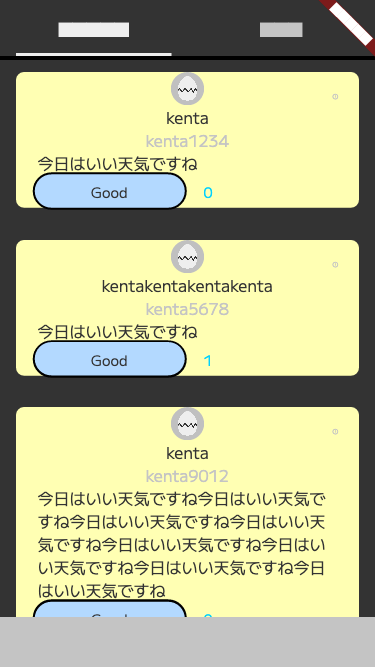 kenta
kenta1234
今日はいい天気ですね
Good
0
kentakentakentakenta
kenta5678
今日はいい天気ですね
Good
1
kenta
kenta9012
今日はいい天気ですね今日はいい天気で
すね今日はいい天気ですね今日はいい天
気ですね今日はいい天気ですね今日はい
い天気ですね今日はいい天気ですね今日
はいい天気ですね